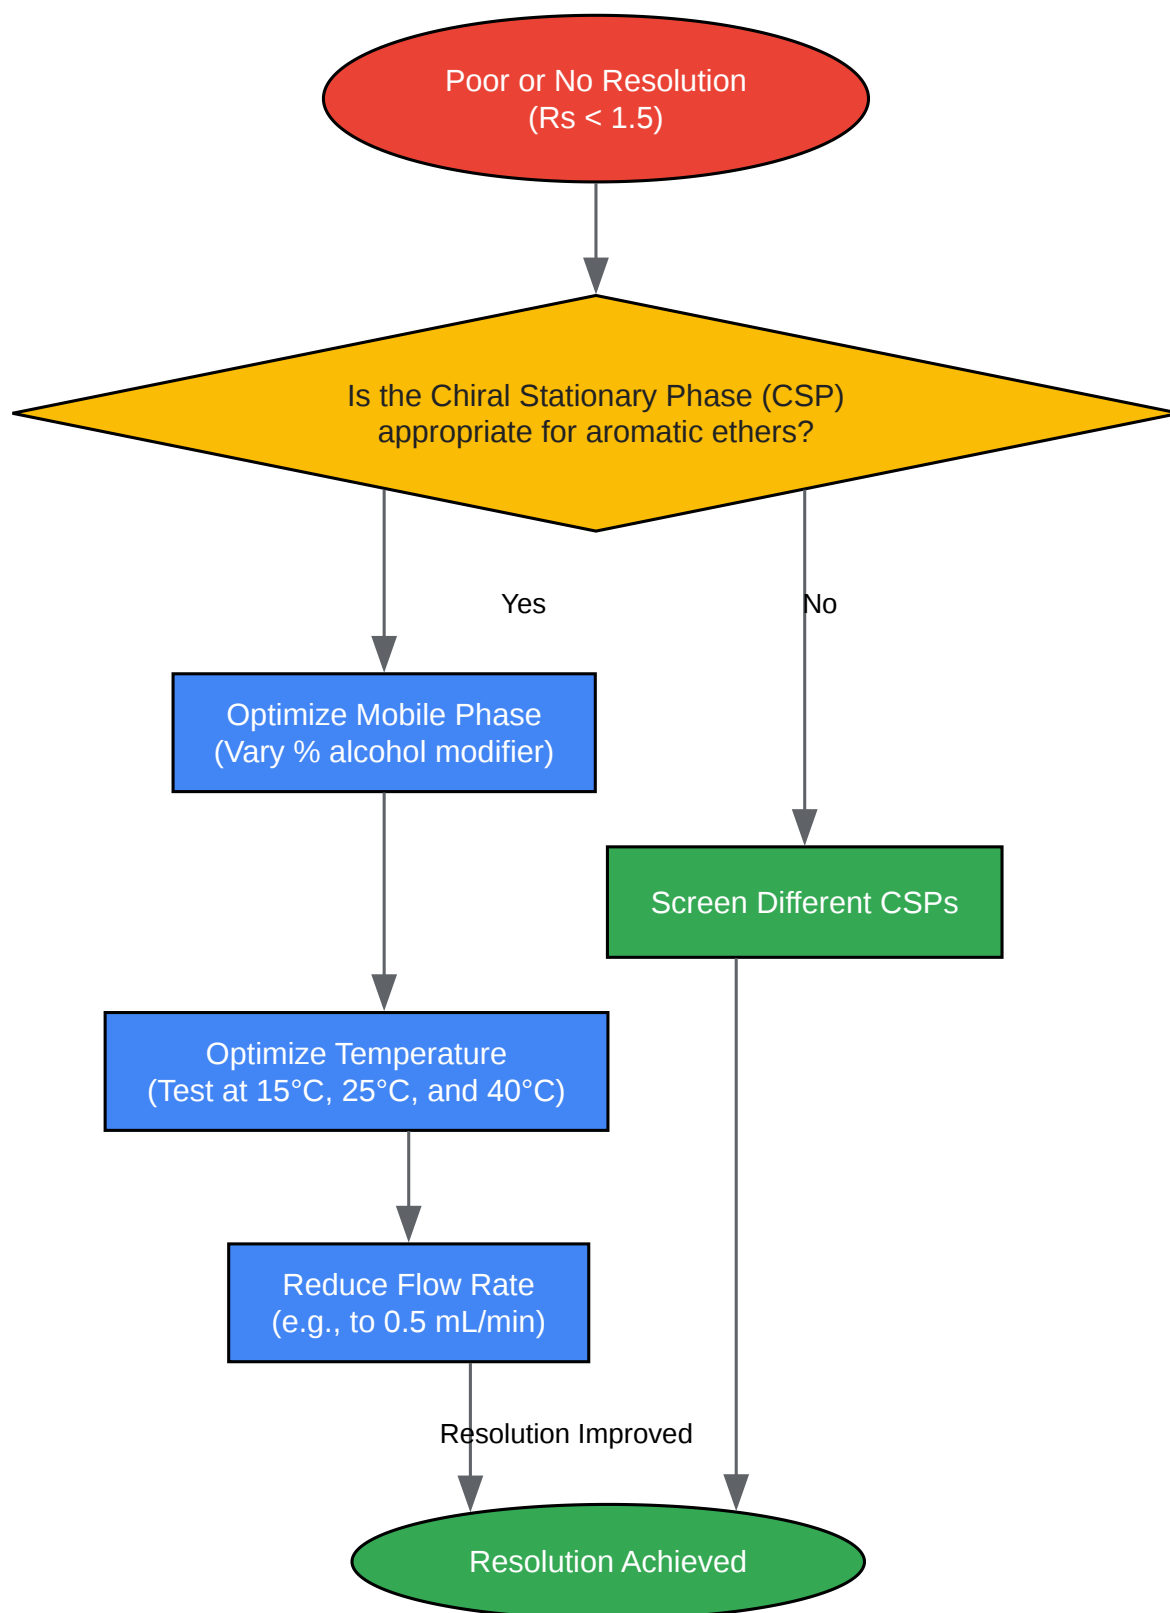 Poor or No Resolution
(Rs < 1.5)
Is the Chiral Stationary Phase (CSP)
appropriate for aromatic ethers?
Yes
No
Optimize Mobile Phase
(Vary % alcohol modifier)
Screen Different CSPs
Optimize Temperature
(Test at 15°C, 25°C, and 40°C)
Reduce Flow Rate
(e.g., to 0.5 mL/min)
Resolution Improved
Resolution Achieved